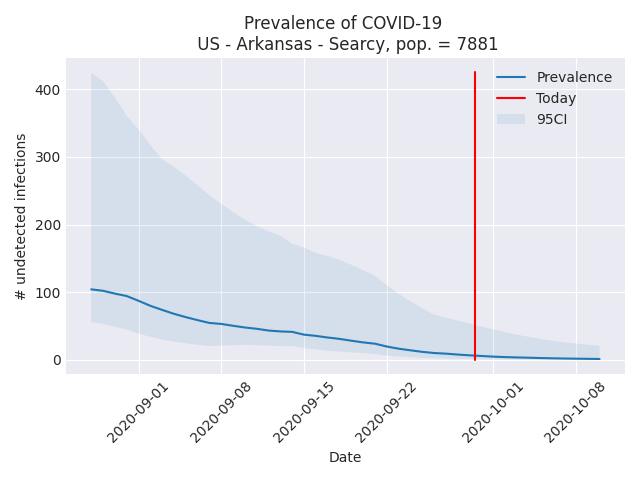 Prevalence of COVID-19
US - Arkansas - Searcy, pop. = 7881
Prevalence
Today
95CI
# undetected infections
400
300
200
100
0
2020-09-01
2020-09-08
2020-09-15
2020-09-22
2020-10-01
2020-10-08
Date